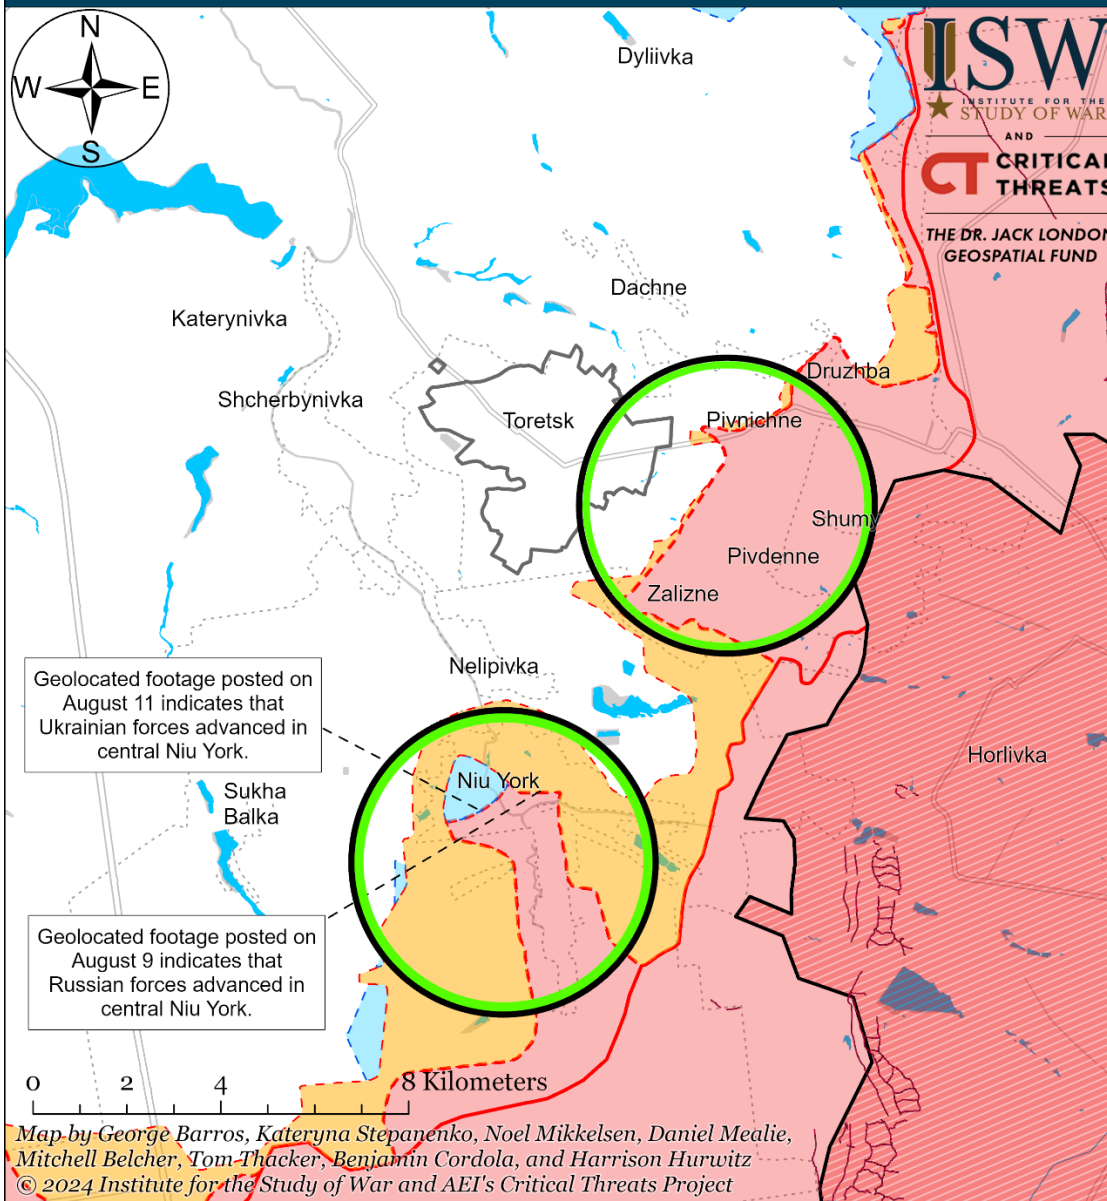 N
W
E
S
Dyliivka
ISW
INSTITUTE FOR THE
STUDY OF WAR
AND
CT CRITICAL
THREATS
THE DR. JACK LONDON
GEOSPATIAL FUND
Dachne
Katerynivka
Druzhba
Shcherbynivka
Toretsk
Pivnichne
Shumy
Pivdenne
Zalizne
Nelipivka
Geolocated footage posted on
August 11 indicates that
Ukrainian forces advanced in
central Niu York.
Horlivka
Niu York
Sukha
Balka
Geolocated footage posted on
August 9 indicates that
Russian forces advanced in
central Niu York.
0 2 4 8 Kilometers
Map by George Barros, Kateryna Stepanenko, Noel Mikkelsen, Daniel Mealie,
Mitchell Belcher, Tom Thacker, Benjamin Cordola, and Harrison Hurwitz
© 2024 Institute for the Study of War and AEI's Critical Threats Project